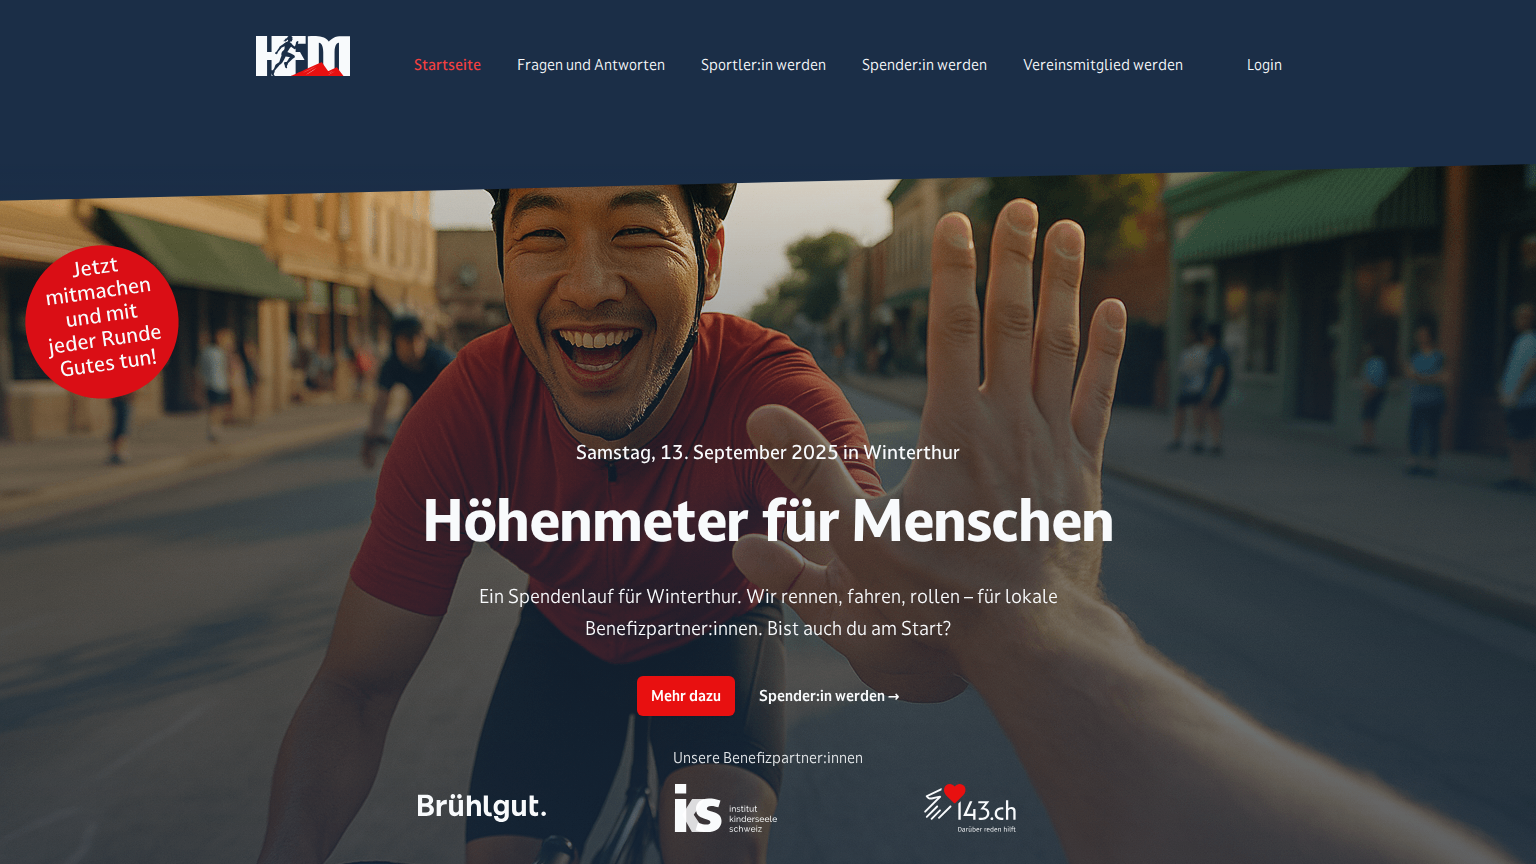 HFM
Startseite
Fragen und Antworten
Sportler:in werden
Spender:in werden
Vereinsmitglied werden
Login
Jetzt
mitmachen
und mit
jeder Runde
Gutes tun!
Samstag, 13. September 2025 in Winterthur
Höhenmeter für Menschen
Ein Spendenlauf für Winterthur. Wir rennen, fahren, rollen – für lokale
Benefizpartner:innen. Bist auch du am Start?
Mehr dazu
Spender:in werden →
Unsere Benefizpartner:innen
Brühlgut.
iks
institut
kinderseele
schweiz
143.ch
Darüber reden hilft